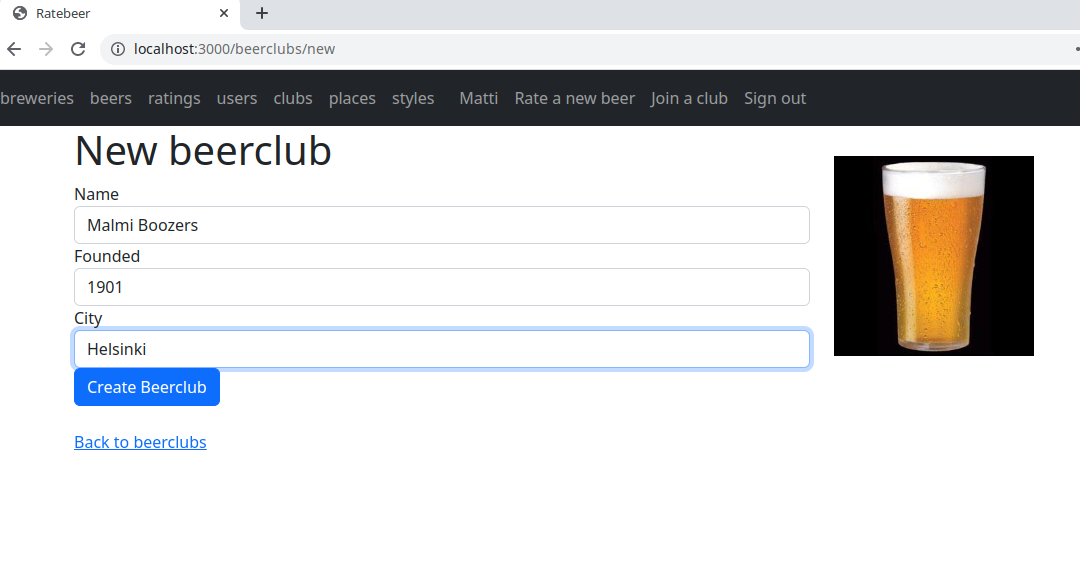 Ratebeer
localhost:3000/beerclubs/new
breweries beers ratings users clubs places styles Matti Rate a new beer Join a club Sign out
New beerclub
Name
Malmi Boozers
Founded
1901
City
Helsinki
Create Beerclub
Back to beerclubs